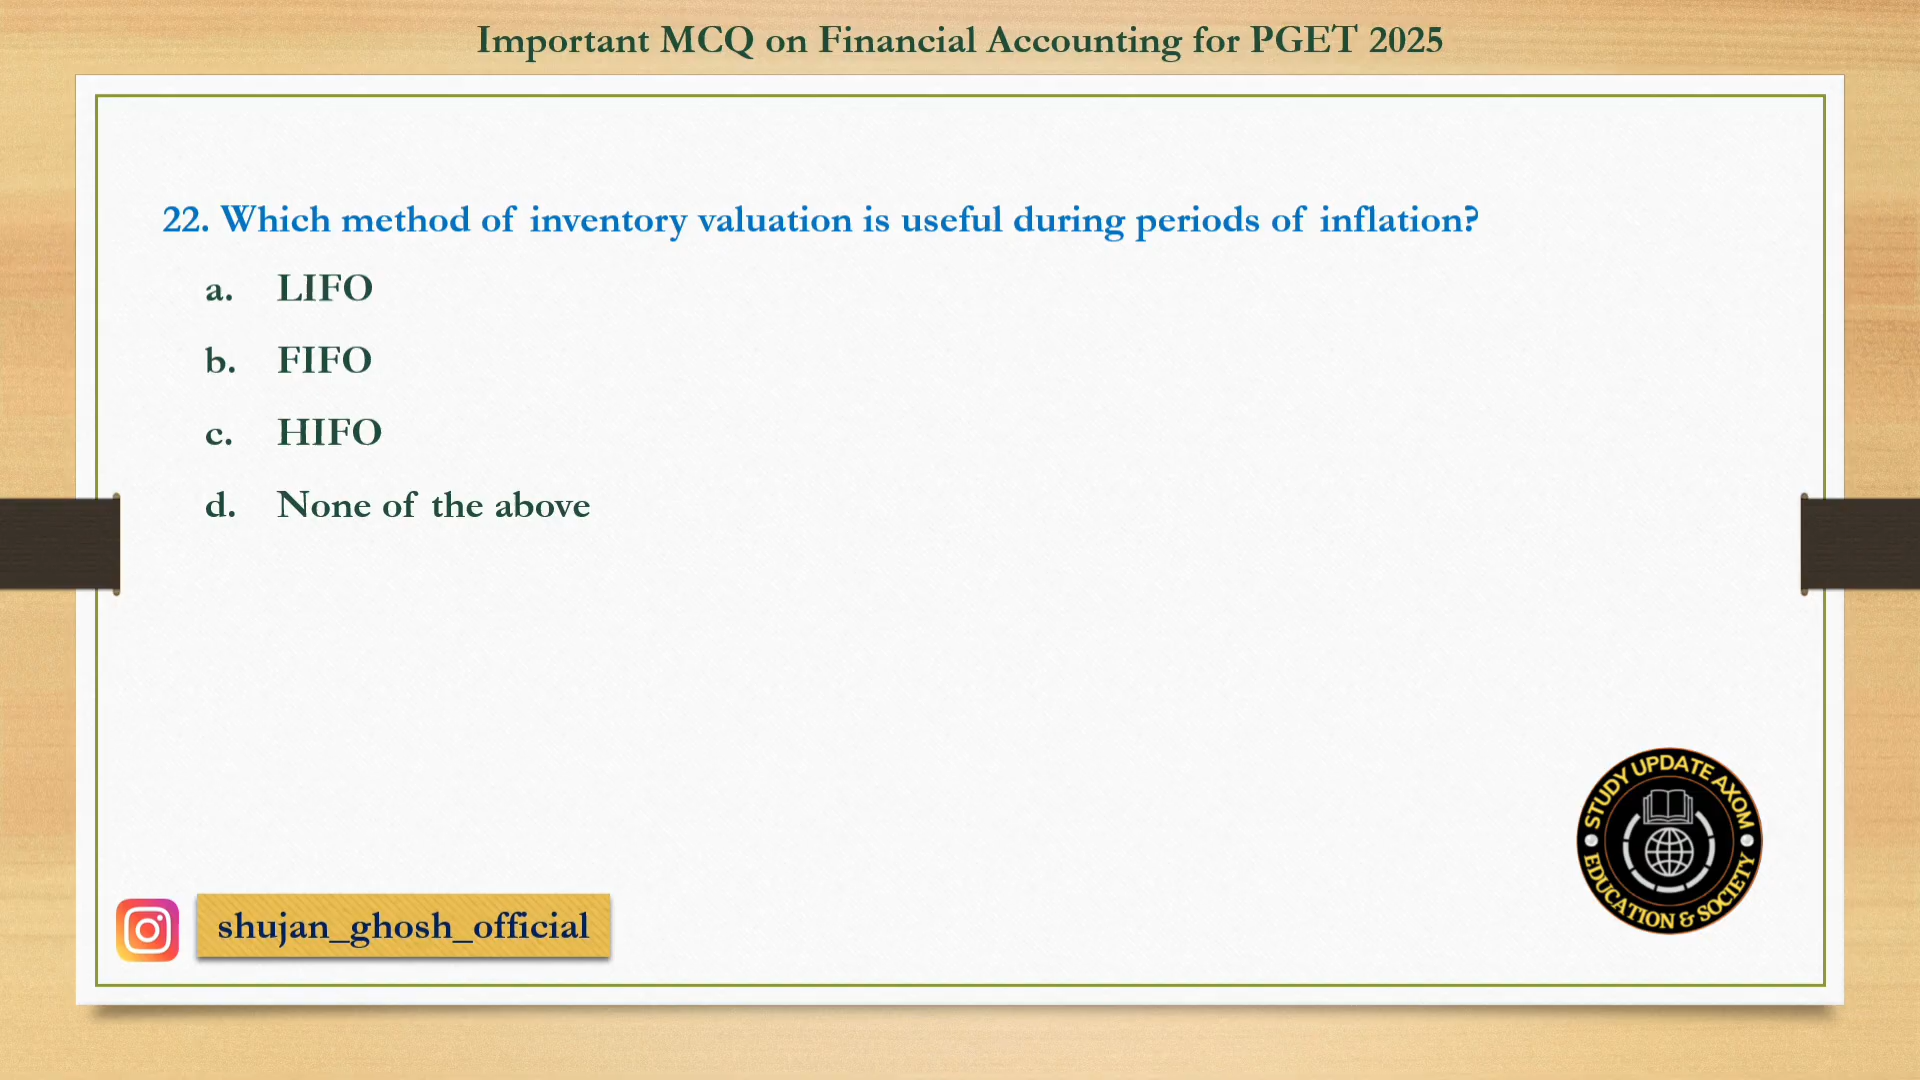 Important MCQ on Financial Accounting for PGET 2025
22. Which method of inventory valuation is useful during periods of inflation?
a. LIFO
b. FIFO
c. HIFO
d. None of the above
STUDY UPDATE AXOM
EDUCATION & SOCIETY
shujan_ghosh_official